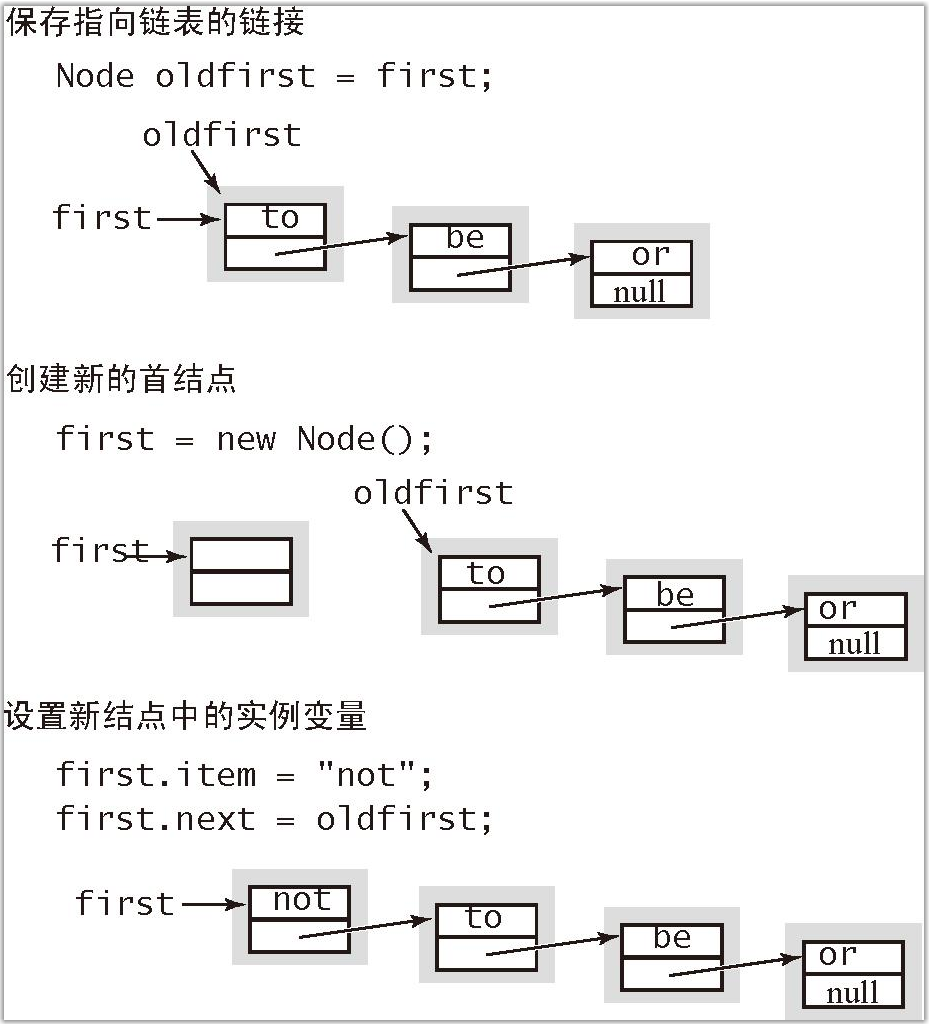 保存指向链表的链接
Node oldfirst = first;
oldfirst
first
to
be
or
null
创建新的首结点
first = new Node();
oldfirst
first
to
be
or
null
设置新结点中的实例变量
first.item = "not";
first.next = oldfirst;
first
not
to
be
or
null